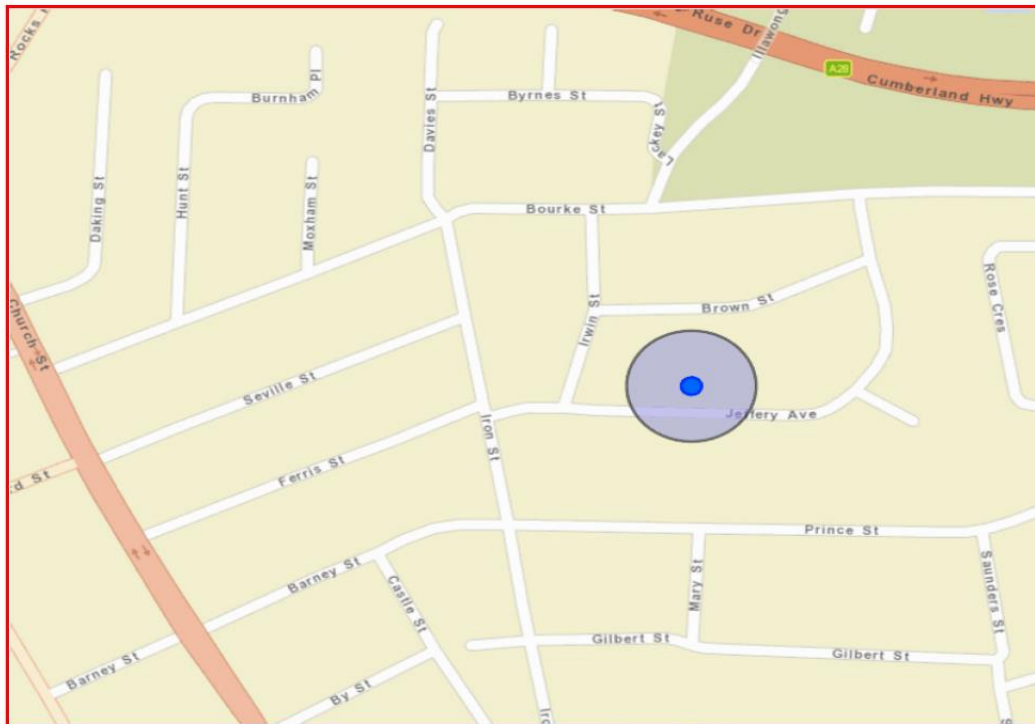 Rocks
Ruse Dr
Illawong
A28
Cumberland Hwy
Burnham Pl
Byrnes St
Davies St
Lackey St
Daking St
Hunt St
Moxham St
Bourke St
Rose Cres
Church St
Irwin St
Brown St
Seville St
Jeffery Ave
Iron St
Ferris St
St
Prince St
Barney St
Castle St
Mary St
Saunders St
Gilbert St
Gilbert St
Barney St
By St